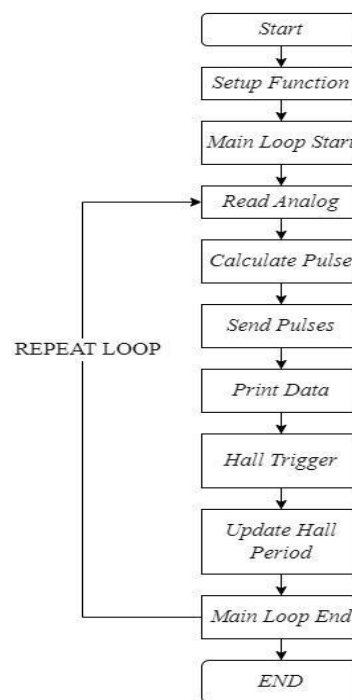 Start
Setup Function
Main Loop Start
Read Analog
Calculate Pulse
Send Pulses
REPEAT LOOP
Print Data
Hall Trigger
Update Hall
Period
Main Loop End
END